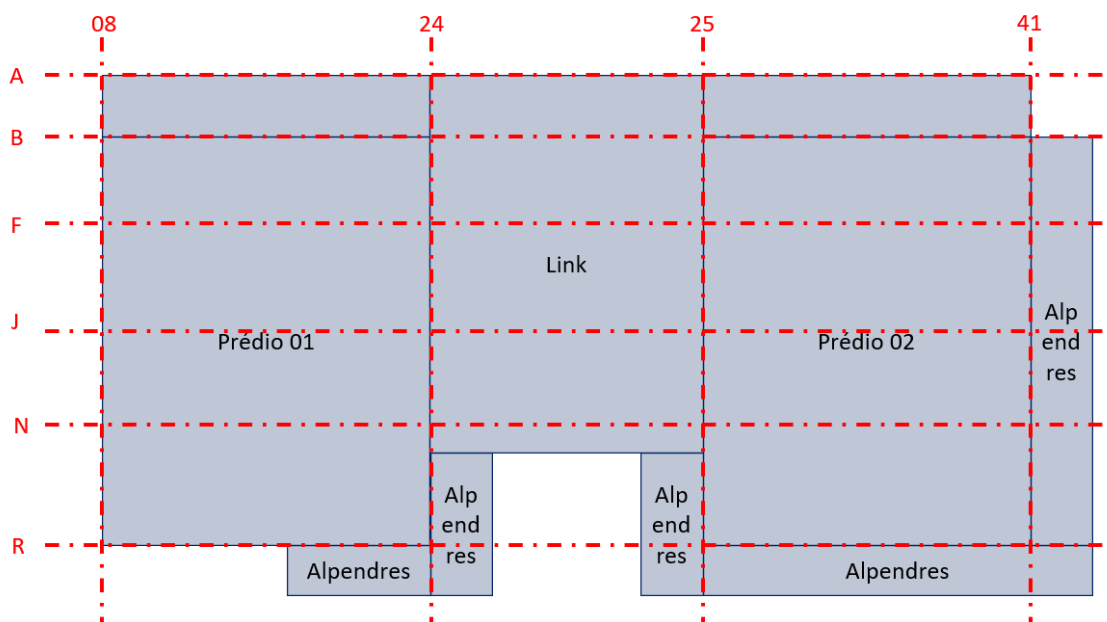 08 24 25 41
A
B
F
Link
J
Prédio 01
Prédio 02
Alp
end
res
N
Alp
end
res
Alp
end
res
R
Alpendres
Alpendres